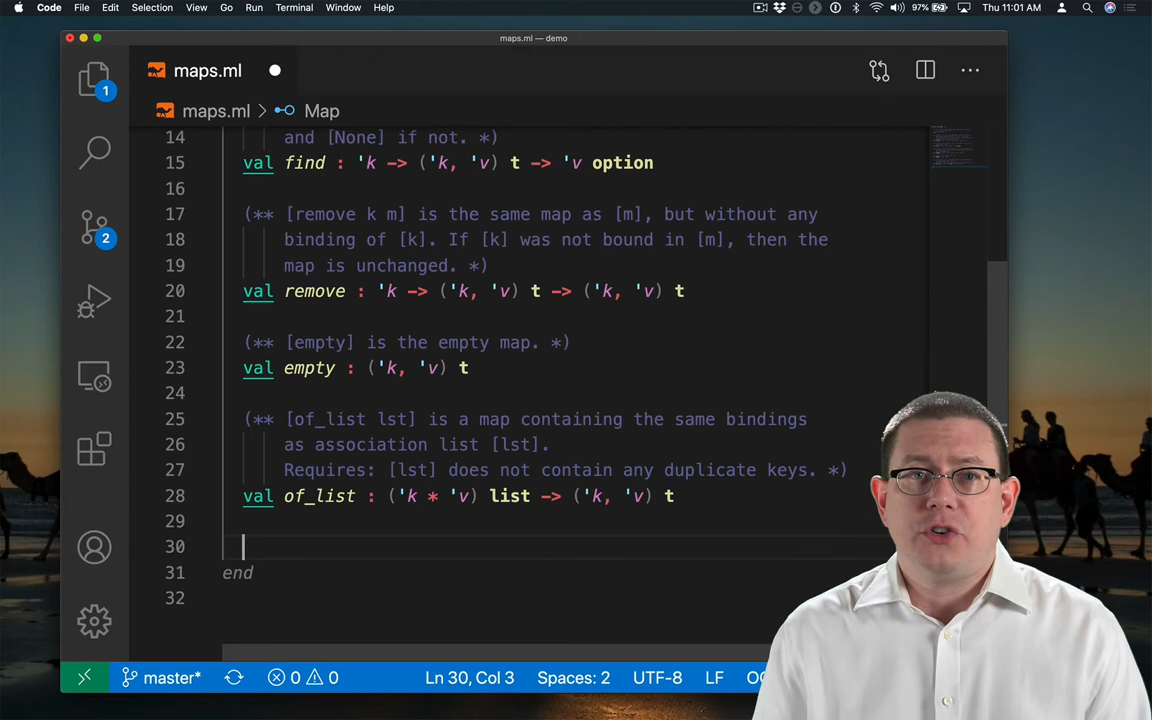 Code File Edit Selection View Go Run Terminal Window Help 97% Thu 11:01 AM
maps.ml — demo
maps.ml
maps.ml > Map
1
2
14 and [None] if not. *)
15 val find : 'k -> ('k, 'v) t -> 'v option
16
17 (** [remove k m] is the same map as [m], but without any
18 binding of [k]. If [k] was not bound in [m], then the
19 map is unchanged. *)
20 val remove : 'k -> ('k, 'v) t -> ('k, 'v) t
21
22 (** [empty] is the empty map. *)
23 val empty : ('k, 'v) t
24
25 (** [of_list lst] is a map containing the same bindings
26 as association list [lst].
27 Requires: [lst] does not contain any duplicate keys. *)
28 val of_list : ('k * 'v) list -> ('k, 'v) t
29
30
31 end
32
master* 0 0 Ln 30, Col 3 Spaces: 2 UTF-8 LF